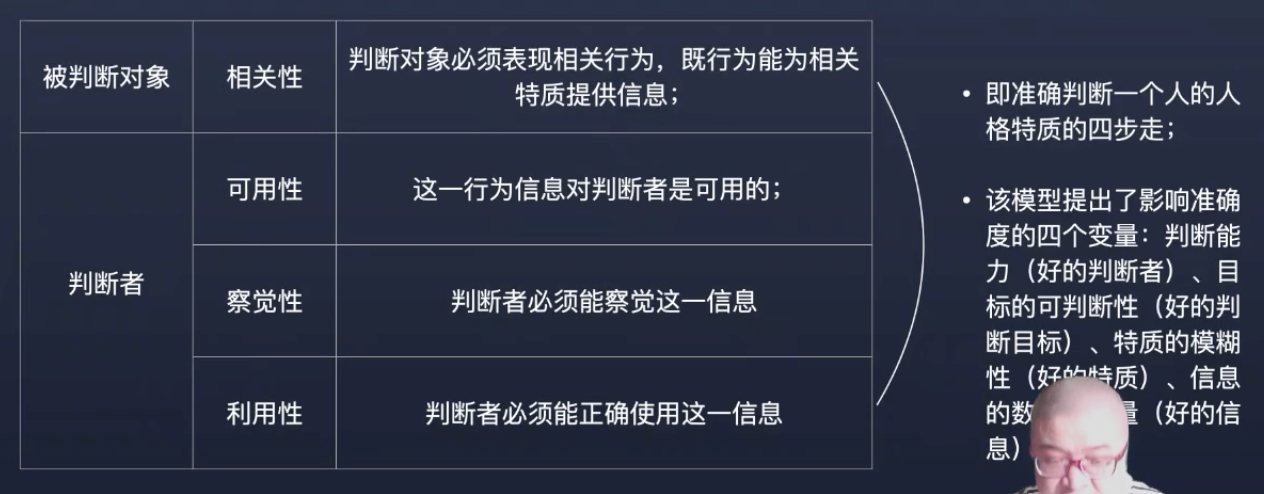 被判断对象
相关性
判断对象必须表现相关行为，既行为能为相关
特质提供信息；
判断者
可用性
这一行为信息对判断者是可用的；
察觉性
判断者必须能察觉这一信息
利用性
判断者必须能正确使用这一信息
• 即准确判断一个人的人
格特质的四步走；
• 该模型提出了影响准确
度的四个变量：判断能
力（好的判断者）、目
标的可判断性（好的判
断目标）、特质的模糊
性（好的特质）、信息
的数 量（好的信
息）